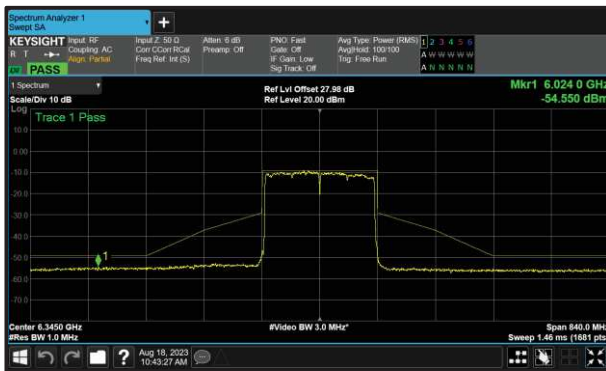 Spectrum Analyzer 1
Swept SA
+
KEYSIGHT
R T
PASS
Input: RF
Coupling: AC
Align: Partial
Input Z: 50 Ω
Corr CCorr RCal
Freq Ref: Int (S)
Atten: 6 dB
Preamp: Off
PNO: Fast
Gate: Off
IF Gain: Low
Sig Track: Off
Avg Type: Power (RMS)
Avg|Hold: 100/100
Trig: Free Run
1 2 3 4 5 6
A W W W W W
A N N N N N
1 Spectrum
Scale/Div 10 dB
Ref Lvl Offset 27.98 dB
Ref Level 20.00 dBm
Mkr1 6.024 0 GHz
-54.550 dBm
Log
Trace 1 Pass
10.0
0.00
-10.0
-20.0
-30.0
-40.0
-50.0
-60.0
-70.0
1
Center 6.3450 GHz
#Res BW 1.0 MHz
#Video BW 3.0 MHz*
Span 840.0 MHz
Sweep 1.46 ms (1681 pts)
?
Aug 18, 2023
10:43:27 AM